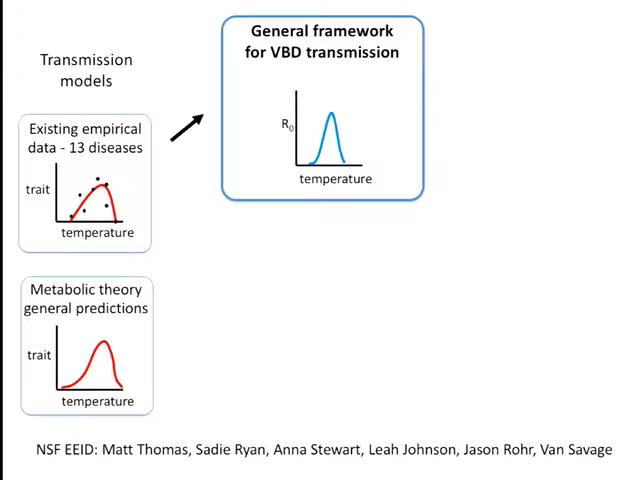 Transmission
models
General framework
for VBD transmission
Existing empirical
data - 13 diseases
trait
temperature
R0
temperature
Metabolic theory
general predictions
trait
temperature
NSF EEID: Matt Thomas, Sadie Ryan, Anna Stewart, Leah Johnson, Jason Rohr, Van Savage